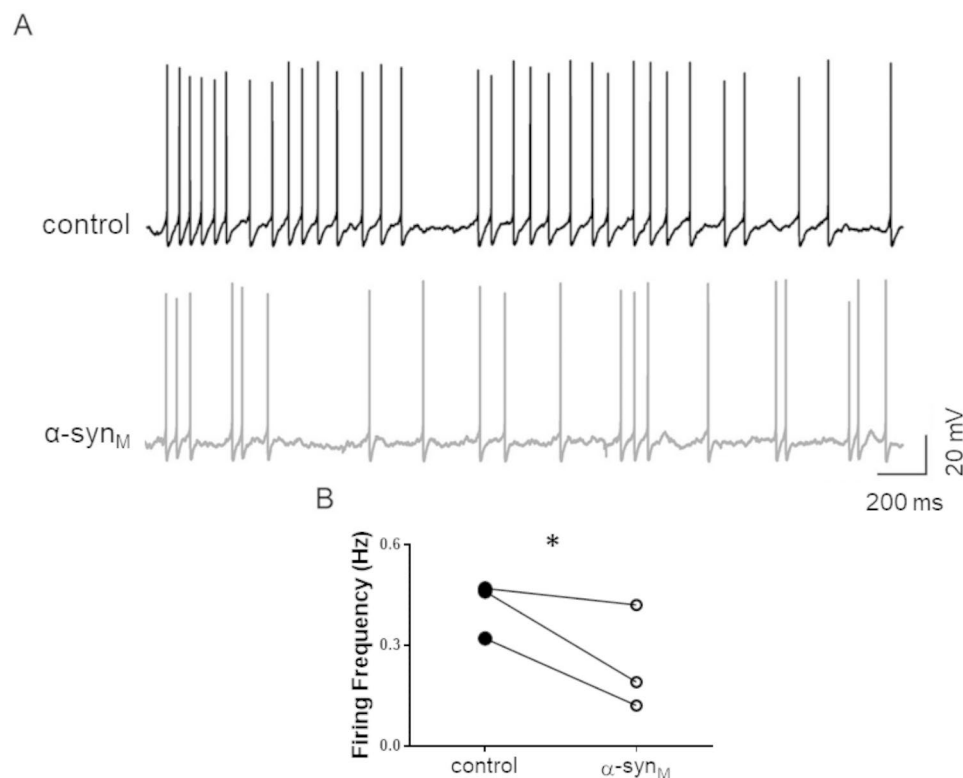 A
control
α-synM
20 mV
200 ms
B
*
Firing Frequency (Hz)
0.6
0.3
0.0
control
α-synM